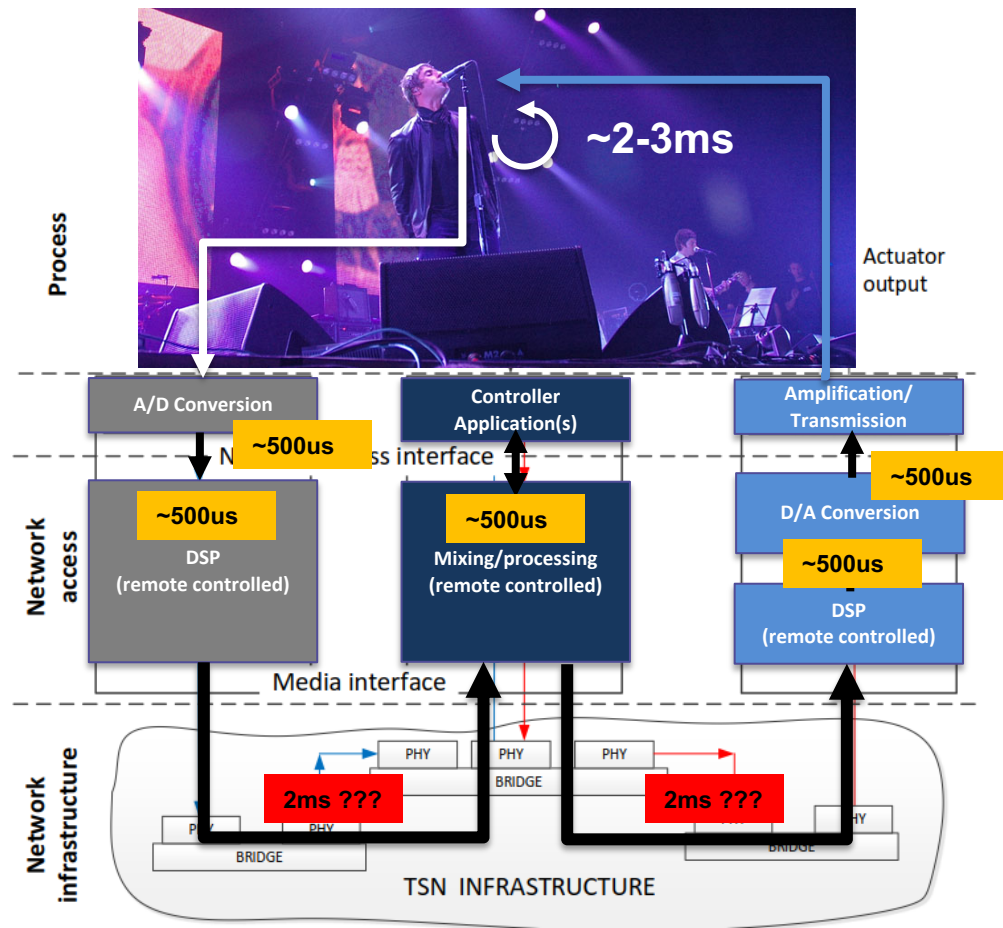 ~2-3ms
Process
Actuator
output
A/D Conversion
Controller
Application(s)
Amplification/
Transmission
~500us
interface
~500us
~500us
~500us
D/A Conversion
Network
access
DSP
(remote controlled)
Mixing/processing
(remote controlled)
~500us
DSP
(remote controlled)
Media interface
Network
infrastructure
PHY
PHY
PHY
2ms ???
2ms ???
BRIDGE
PHY
PHY
PHY
BRIDGE
BRIDGE
TSN INFRASTRUCTURE